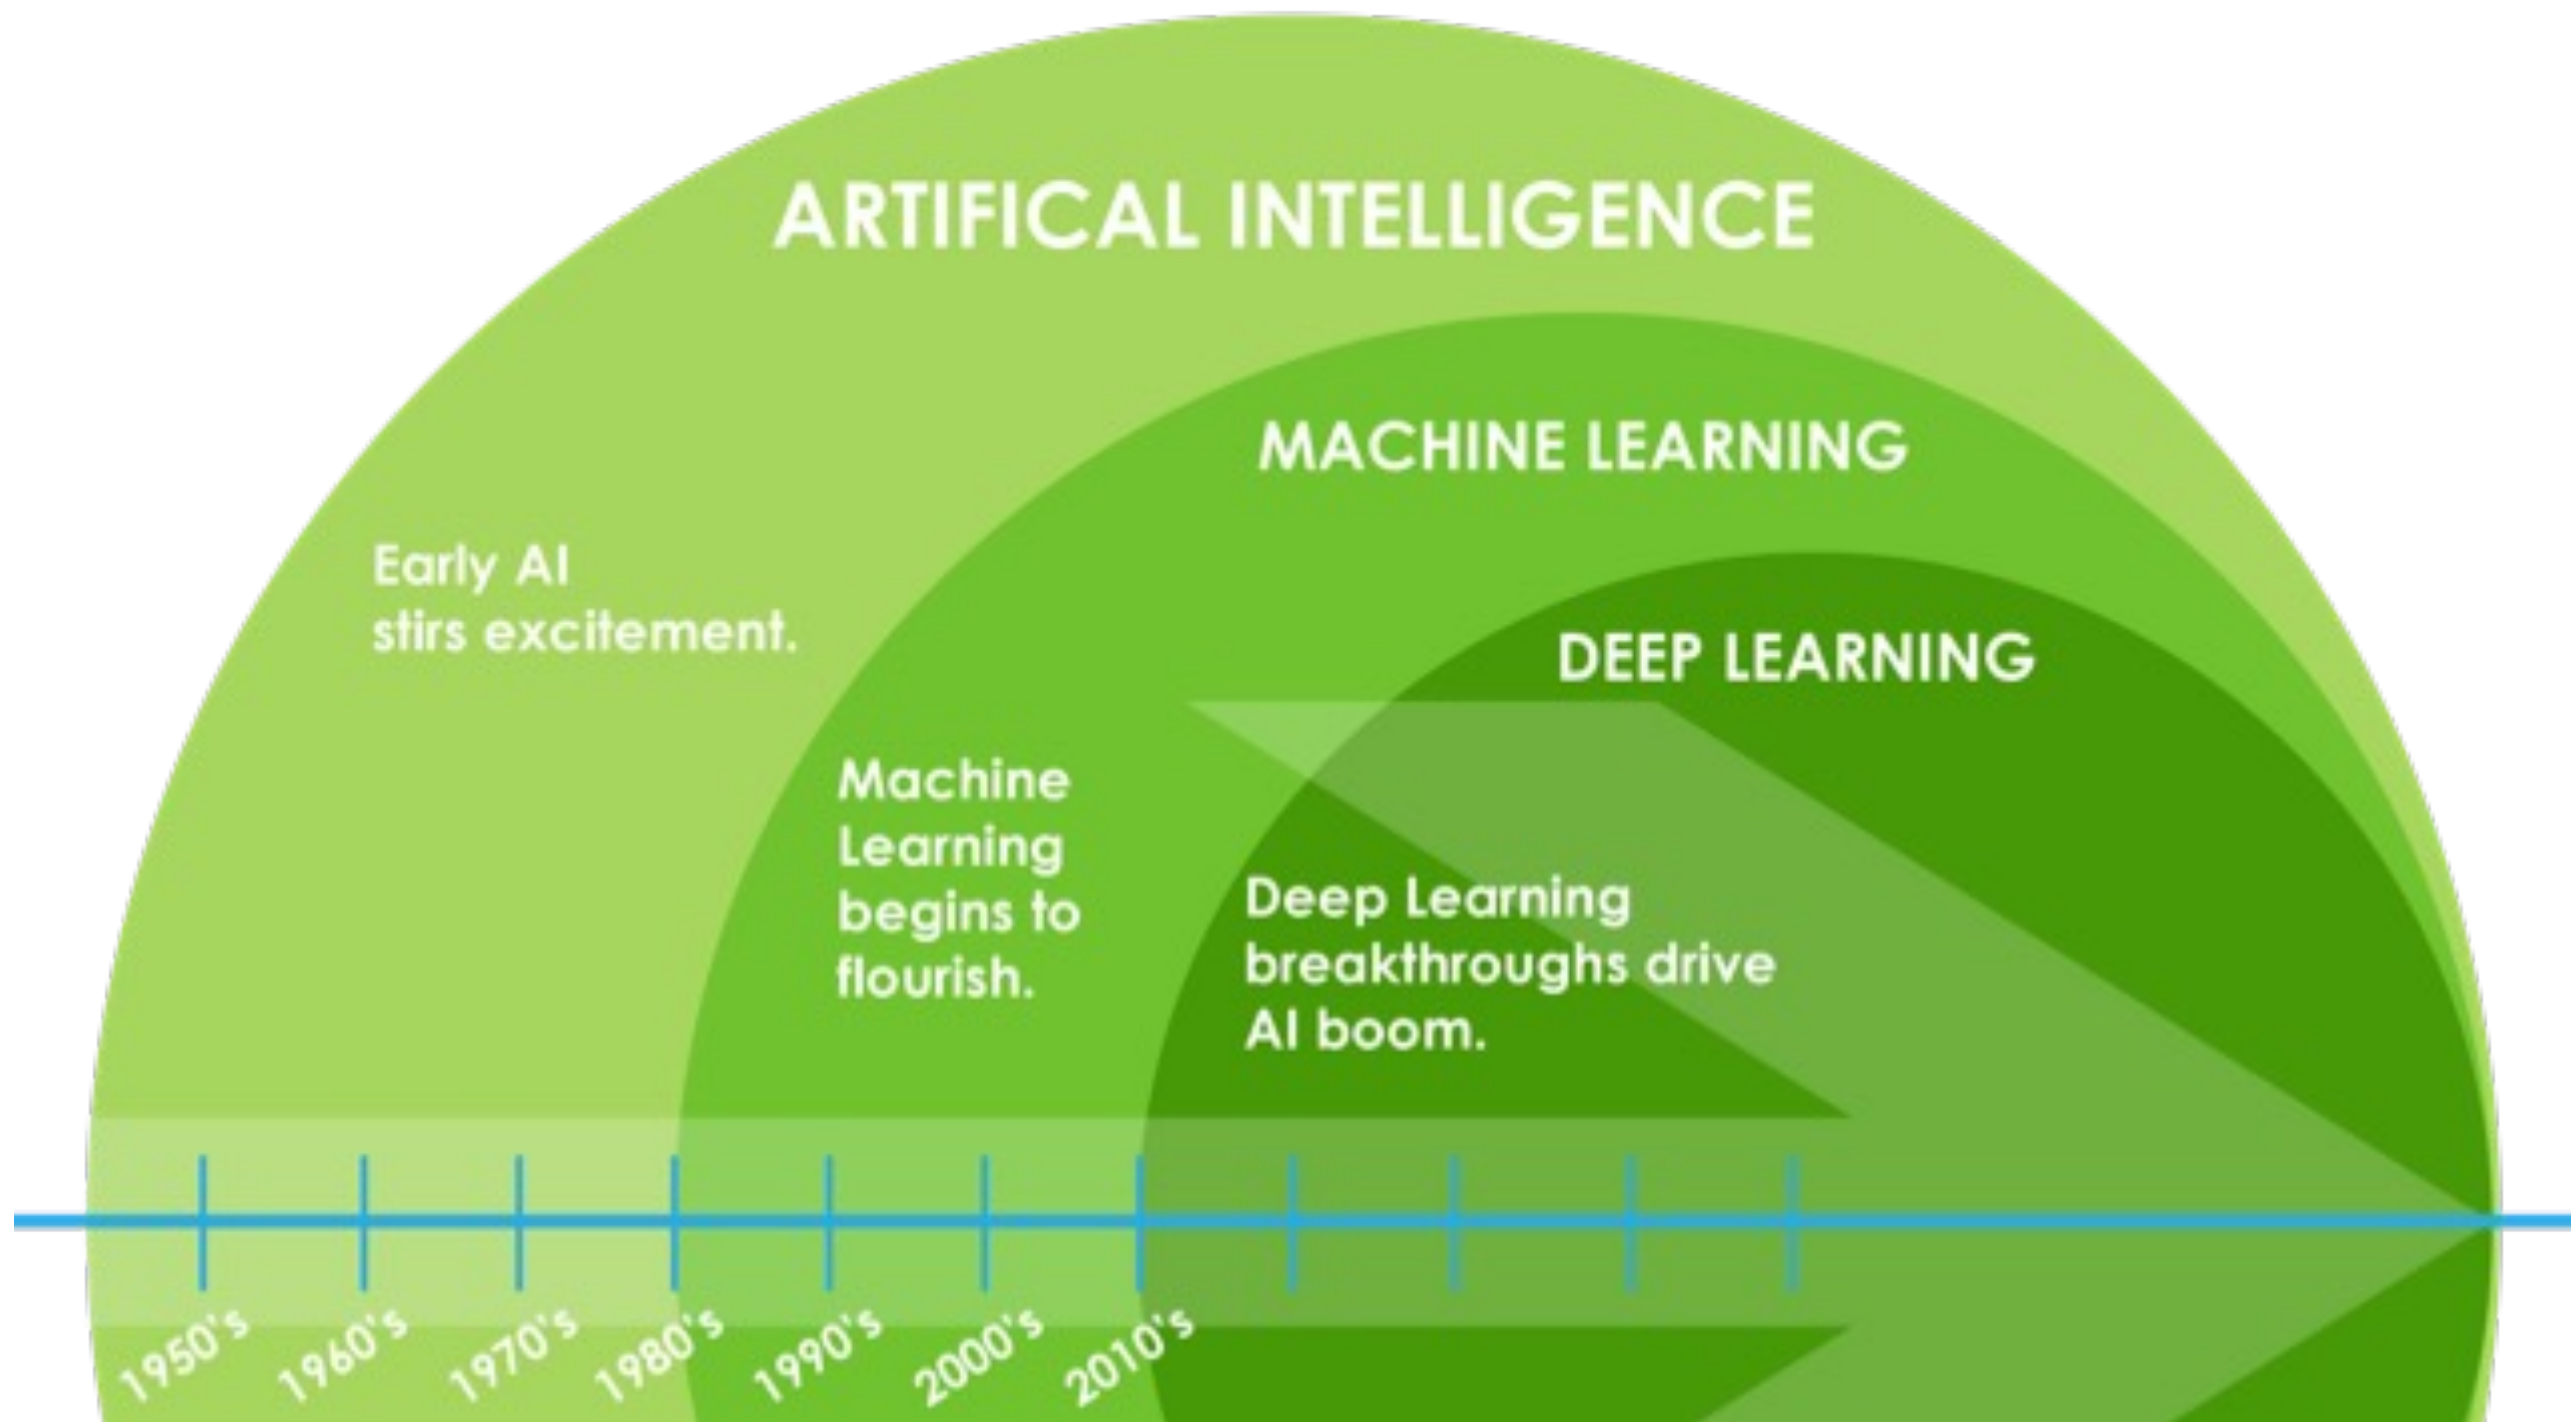 ARTIFICAL INTELLIGENCE
MACHINE LEARNING
DEEP LEARNING
Early AI
stirs excitement.
Machine
Learning
begins to
flourish.
Deep Learning
breakthroughs drive
AI boom.
1950's
1960's
1970's
1980's
1990's
2000's
2010's